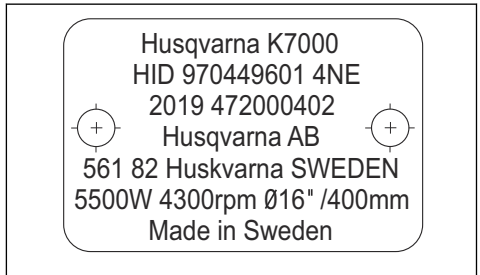 Husqvarna K7000
HID 970449601 4NE
2019 472000402
Husqvarna AB
561 82 Huskvarna SWEDEN
5500W 4300rpm Ø16" /400mm
Made in Sweden